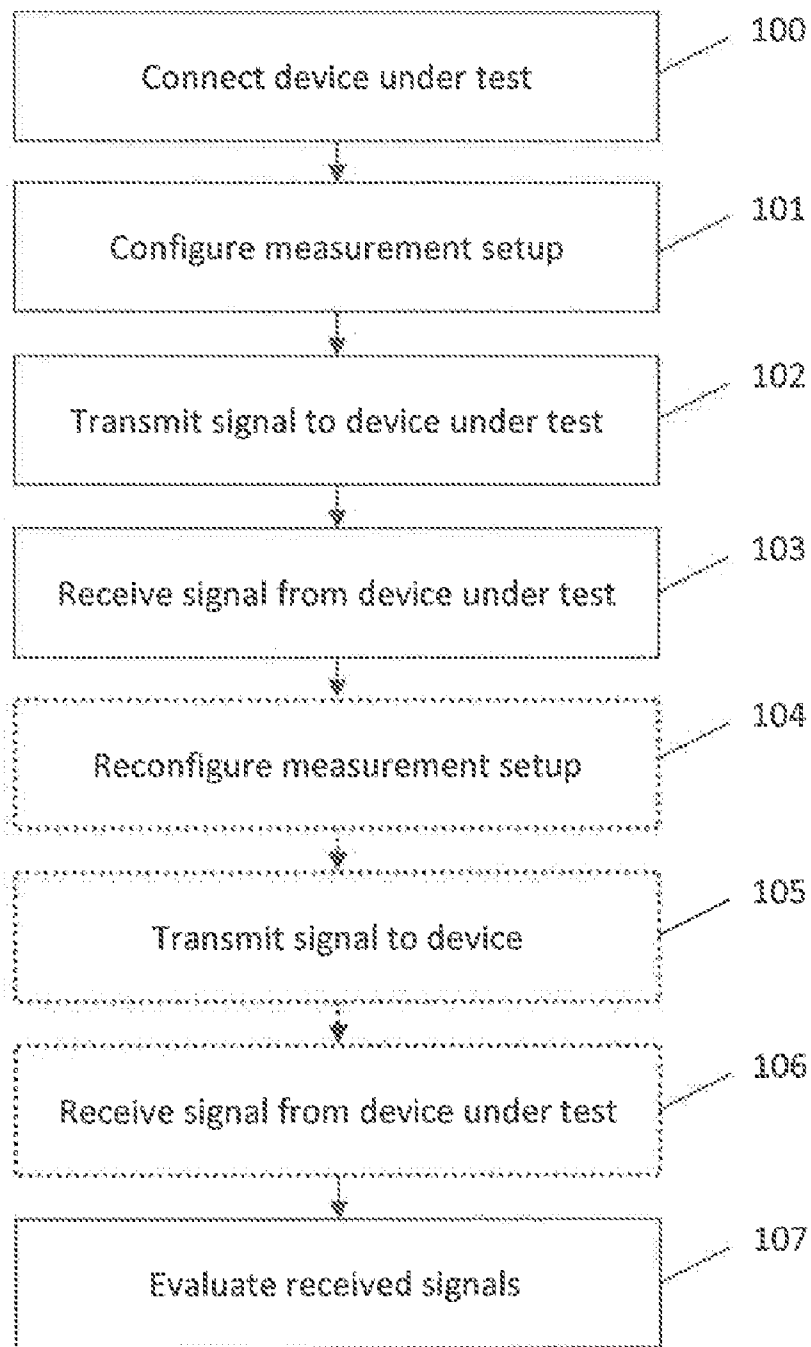 100
Connect device under test
101
Configure measurement setup
102
Transmit signal to device under test
103
Receive signal from device under test
104
Reconfigure measurement setup
105
Transmit signal to device
106
Receive signal from device under test
107
Evaluate received signals